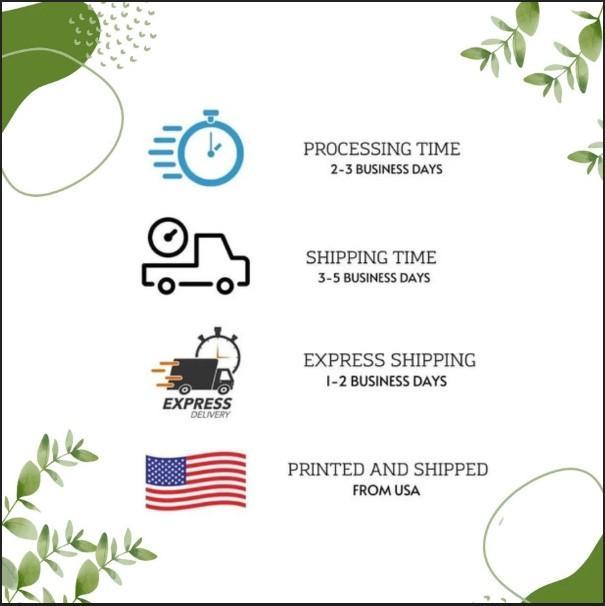 PROCESSING TIME
2-3 BUSINESS DAYS
SHIPPING TIME
3-5 BUSINESS DAYS
EXPRESS SHIPPING
1-2 BUSINESS DAYS
EXPRESS
DELIVERY
PRINTED AND SHIPPED
FROM USA